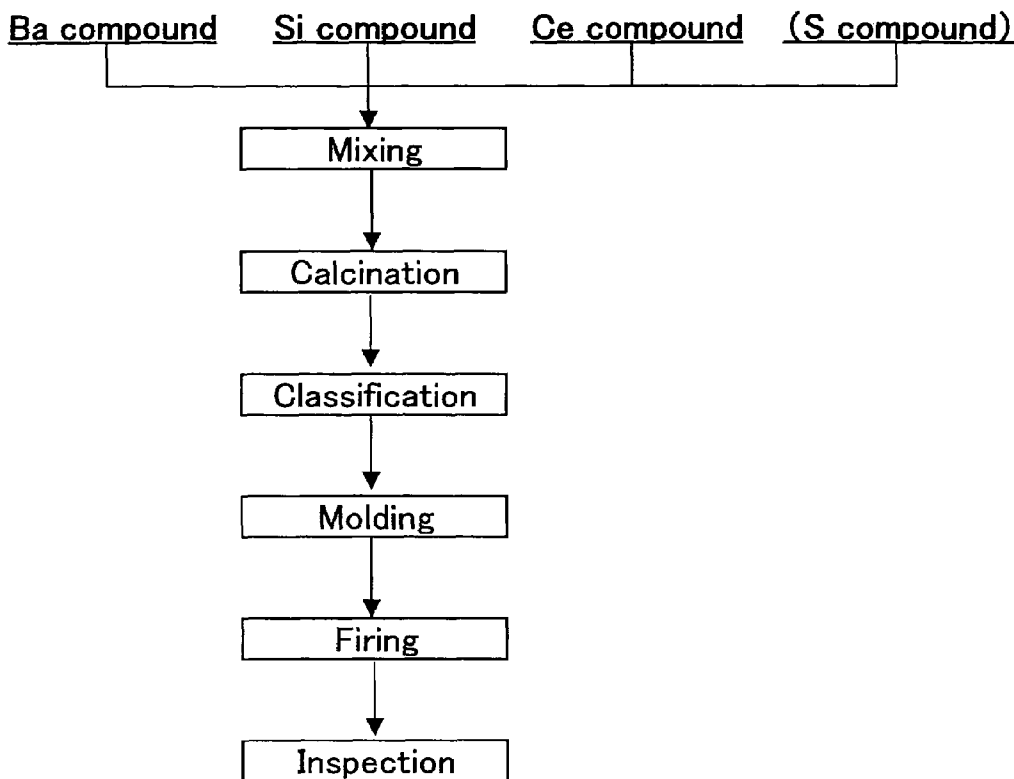 Ba compound Si compound Ce compound (S compound)
Mixing
Calcination
Classification
Molding
Firing
Inspection